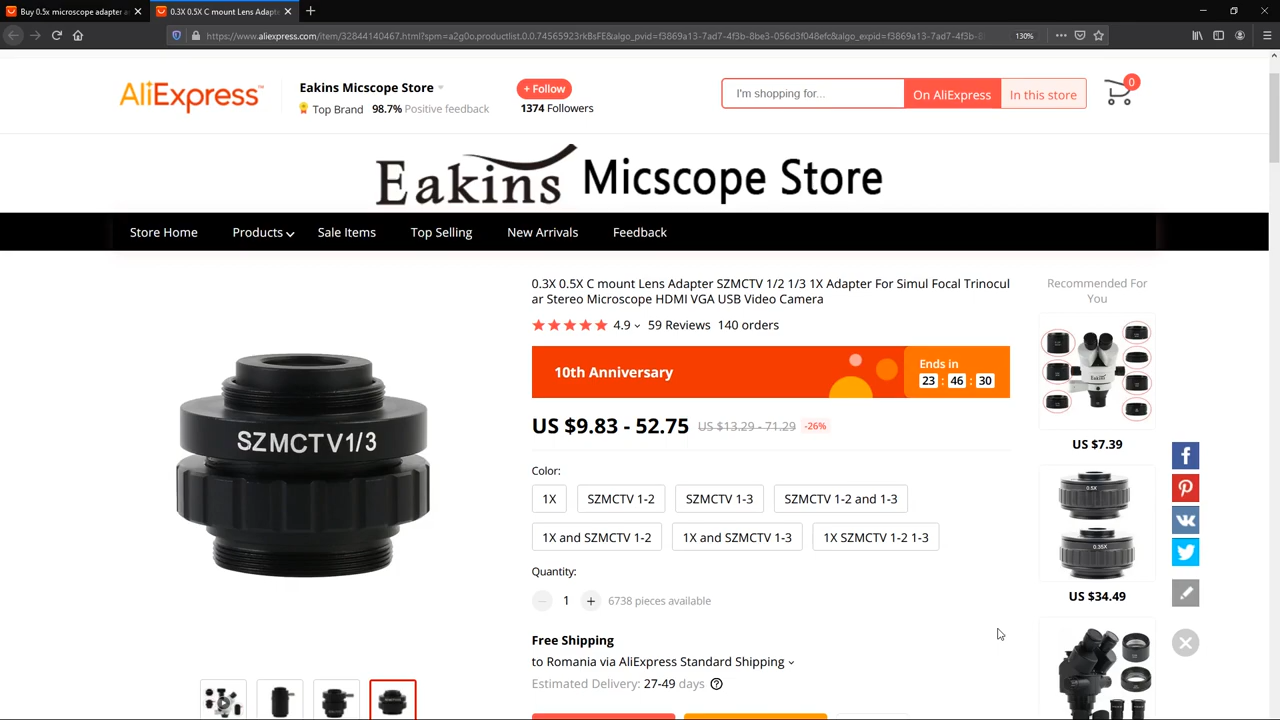 Buy 0.5x microscope adapter a
0.3X 0.5X C mount Lens Adapt
https://www.aliexpress.com/item/32844140467.html?spm=a2g0o.productlist.0.0.74565923rkBsFE&algo_pvid=f3869a13-7ad7-4f3b-8be3-056d3f048efc&algo_expid=f3869a13-7ad7-4f3b-8
130%
AliExpress™
Eakins Micscope Store
Top Brand 98.7% Positive feedback
+ Follow
1374 Followers
I'm shopping for...
On AliExpress
In this store
0
Eakins Micscope Store
Store Home
Products
Sale Items
Top Selling
New Arrivals
Feedback
0.3X 0.5X C mount Lens Adapter SZMCTV 1/2 1/3 1X Adapter For Simul Focal Trinocul
ar Stereo Microscope HDMI VGA USB Video Camera
4.9 59 Reviews 140 orders
10th Anniversary
Ends in
23 : 46 : 30
US $9.83 - 52.75 US $13.29 - 71.29 -26%
Color:
1X SZMCTV 1-2 SZMCTV 1-3 SZMCTV 1-2 and 1-3
1X and SZMCTV 1-2 1X and SZMCTV 1-3 1X SZMCTV 1-2 1-3
Quantity:
1 + 6738 pieces available
Free Shipping
to Romania via AliExpress Standard Shipping
Estimated Delivery: 27-49 days
SZMCTV1/3
Recommended For
You
Eakins
US $7.39
0.5X
0.35X
US $34.49